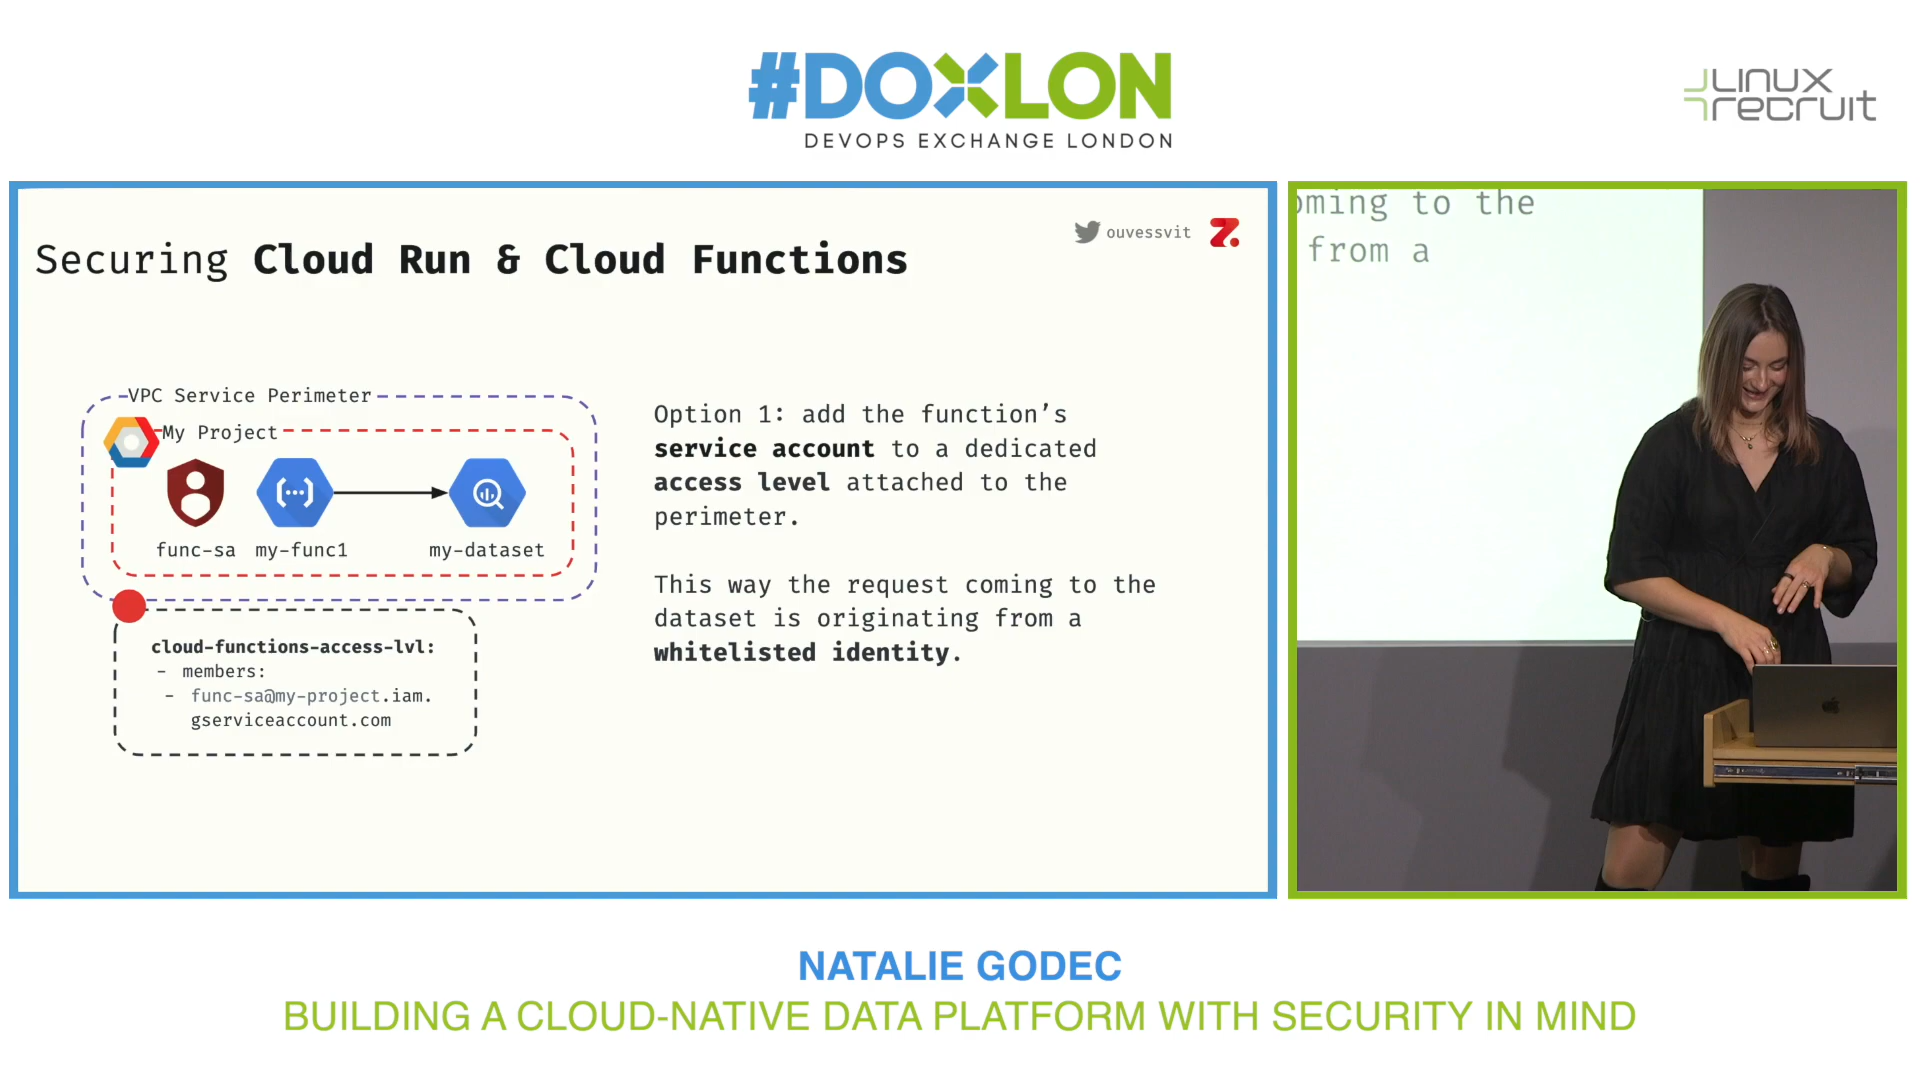 #DOXLON
DEVOPS EXCHANGE LONDON
LINUX
recruit
Securing Cloud Run & Cloud Functions
ouvessvit
Z.
VPC Service Perimeter
My Project
func-sa
my-func1
my-dataset
cloud-functions-access-lvl:
- members:
- func-sa@my-project.iam.
gserviceaccount.com
Option 1: add the function’s
service account to a dedicated
access level attached to the
perimeter.
This way the request coming to the
dataset is originating from a
whitelisted identity.
oming to the
from a
NATALIE GODEC
BUILDING A CLOUD-NATIVE DATA PLATFORM WITH SECURITY IN MIND